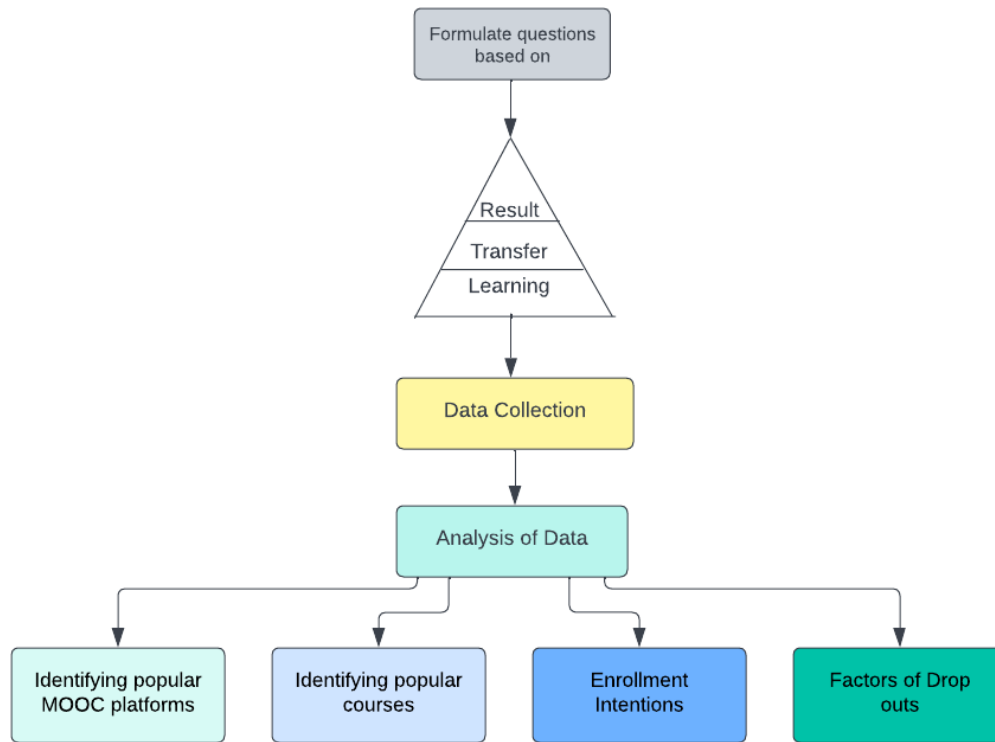 Formulate questions
based on
Result
Transfer
Learning
Data Collection
Analysis of Data
Identifying popular
MOOC platforms
Identifying popular
courses
Enrollment
Intentions
Factors of Drop
outs